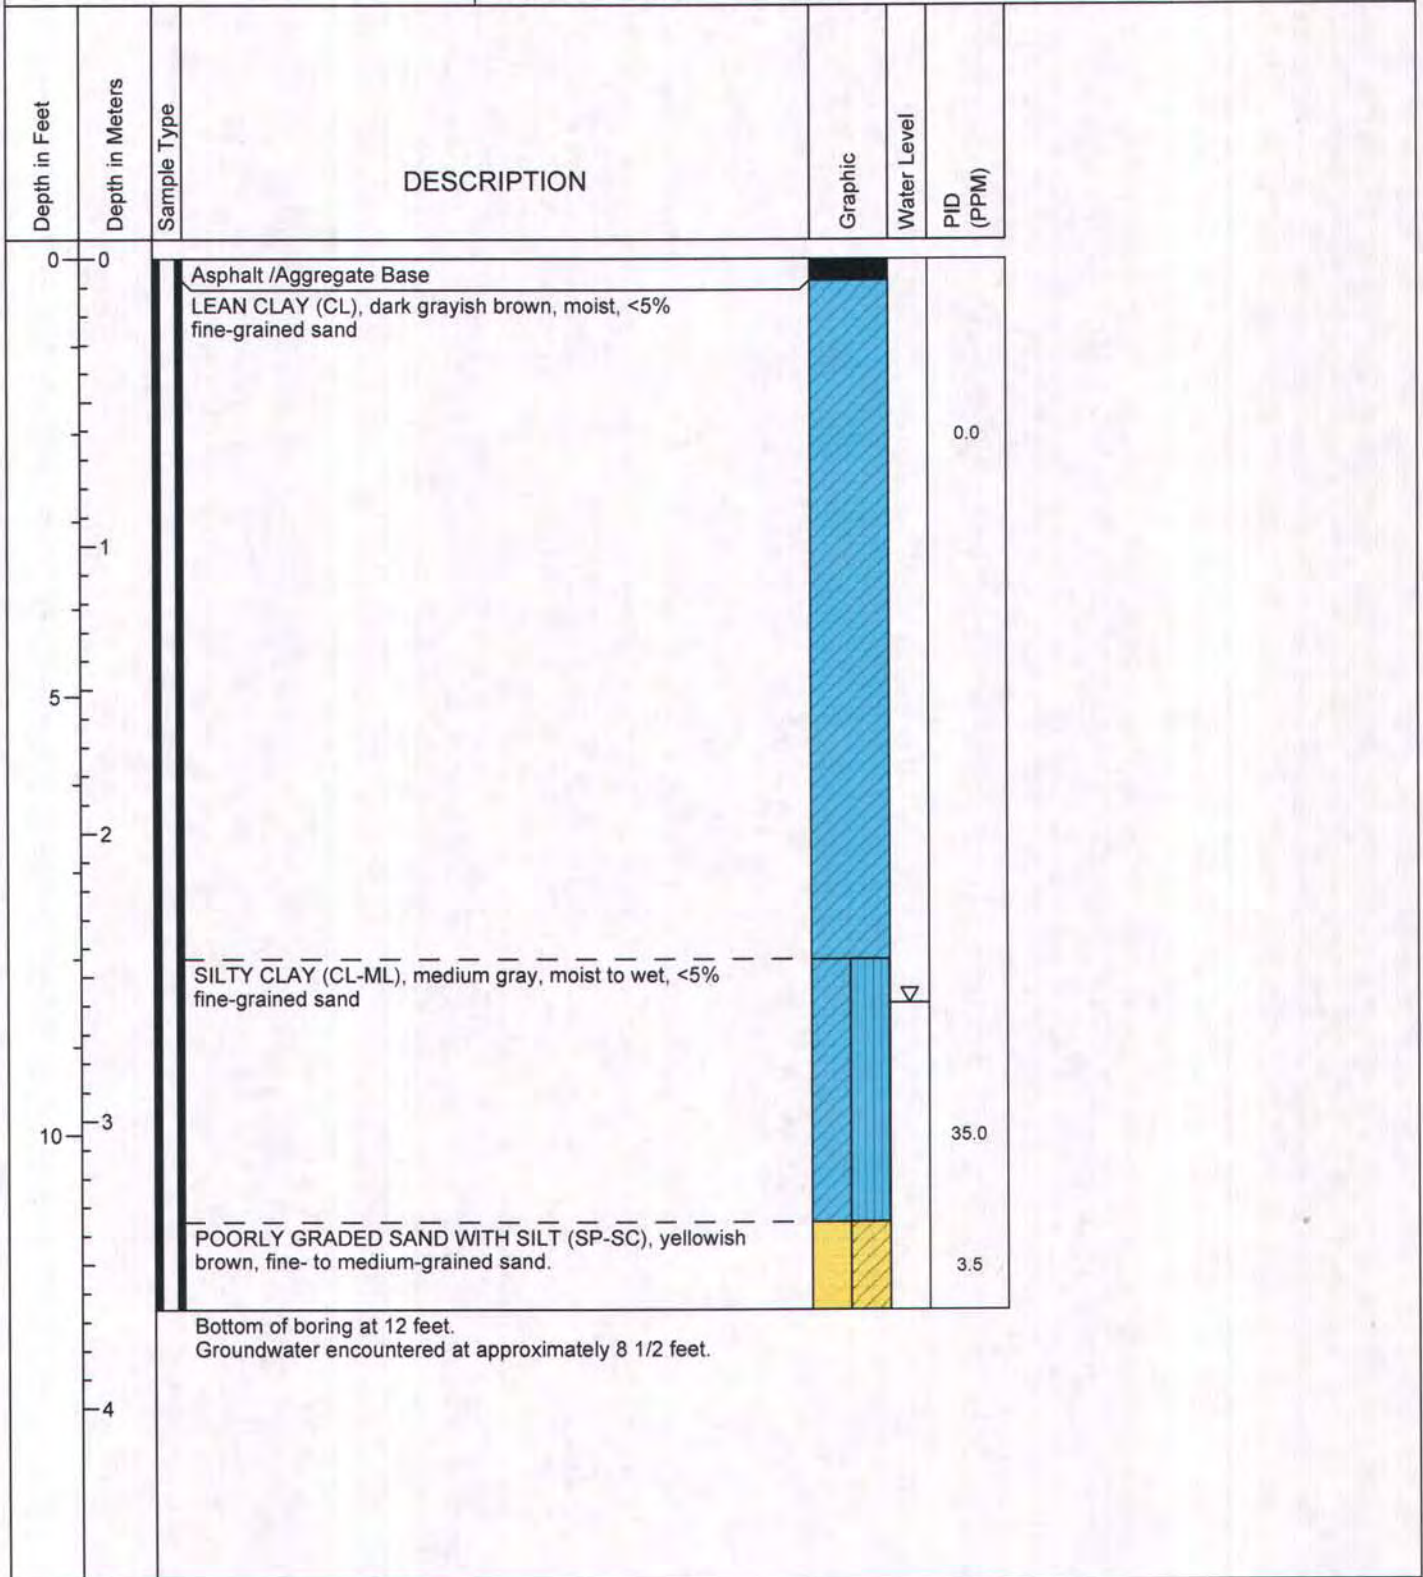 Depth in Feet
Depth in Meters
Sample Type
DESCRIPTION
Graphic
Water Level
PID
(PPM)
0
0
Asphalt /Aggregate Base
LEAN CLAY (CL), dark grayish brown, moist, <5%
fine-grained sand
0.0
1
5
2
SILTY CLAY (CL-ML), medium gray, moist to wet, <5%
fine-grained sand
10
3
35.0
POORLY GRADED SAND WITH SILT (SP-SC), yellowish
brown, fine- to medium-grained sand.
3.5
Bottom of boring at 12 feet.
Groundwater encountered at approximately 8 1/2 feet.
4